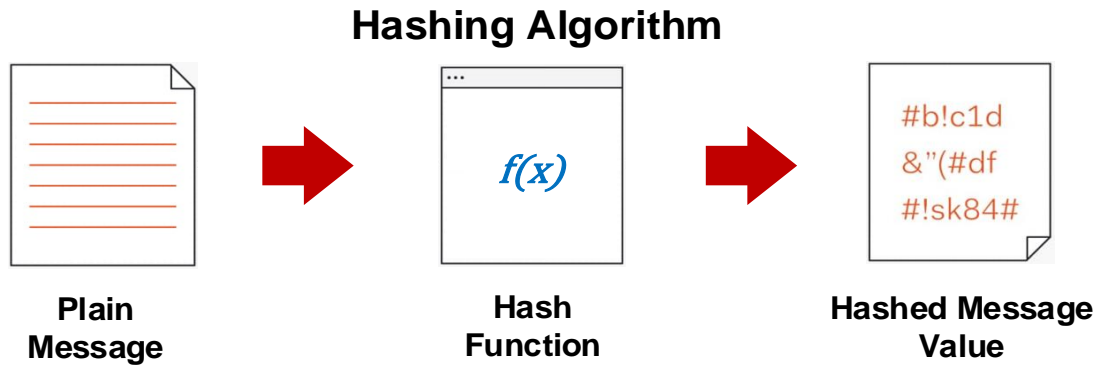 Hashing Algorithm
f(x)
#b!c1d
&”(#df
#!sk84#
Plain
Message
Hash
Function
Hashed Message
Value